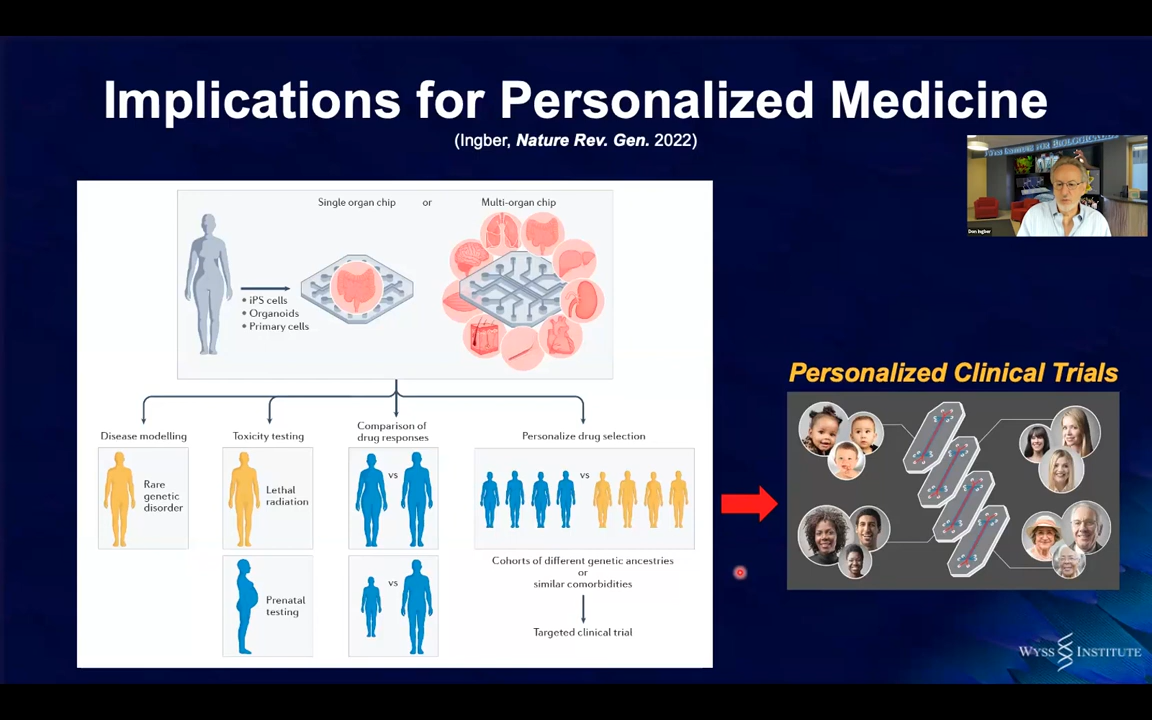 Implications for Personalized Medicine
(Ingber, Nature Rev. Gen. 2022)
Single organ chip or Multi-organ chip
• iPS cells
• Organoids
• Primary cells
Disease modelling
Toxicity testing
Comparison of
drug responses
Personalize drug selection
Rare
genetic
disorder
Lethal
radiation
vs
vs
Prenatal
testing
vs
Cohorts of different genetic ancestries
or
similar comorbidities
Targeted clinical trial
Don Ingber
Personalized Clinical Trials
WYSS INSTITUTE